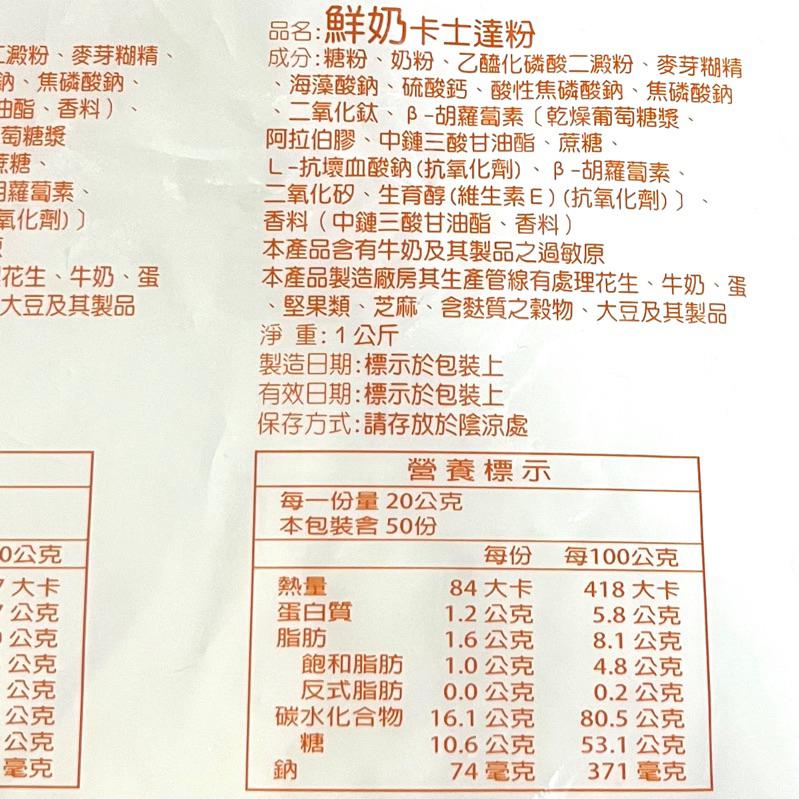 品名:鮮奶卡士達粉
成分:糖粉、奶粉、乙醯化磷酸二澱粉、麥芽糊精
、海藻酸鈉、硫酸鈣、酸性焦磷酸鈉、焦磷酸鈉
、二氧化鈦、β-胡蘿蔔素〔乾燥葡萄糖漿、
阿拉伯膠、中鏈三酸甘油酯、蔗糖、
L-抗壞血酸鈉(抗氧化劑)、β-胡蘿蔔素、
二氧化矽、生育醇(維生素E)(抗氧化劑)〕、
香料(中鏈三酸甘油酯、香料)
本產品含有牛奶及其製品之過敏原
本產品製造廠房其生產管線有處理花生、牛奶、蛋
、堅果類、芝麻、含麩質之穀物、大豆及其製品
淨 重:1公斤
製造日期:標示於包裝上
有效日期:標示於包裝上
保存方式:請存放於陰涼處
營養標示
每一份量 20公克
本包裝含 50份
每份 每100公克
熱量 84 大卡 418 大卡
蛋白質 1.2 公克 5.8 公克
脂肪 1.6 公克 8.1 公克
飽和脂肪 1.0 公克 4.8 公克
反式脂肪 0.0 公克 0.2 公克
碳水化合物 16.1 公克 80.5 公克
糖 10.6 公克 53.1 公克
鈉 74 毫克 371 毫克
澱粉、麥芽糊精、
鈉、焦磷酸鈉、
油酯、香料)、
萄糖漿
蔗糖、
胡蘿蔔素、
氧化劑)〕
花生、牛奶、蛋
大豆及其製品
0公克
7 大卡
公克
公克
公克
公克
公克
公克
毫克